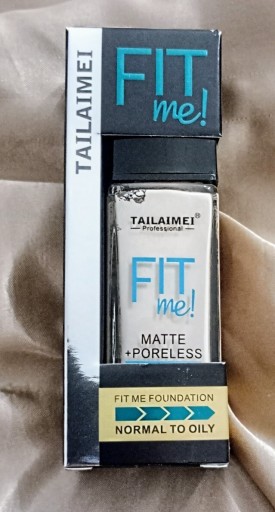 TAILAIMEI
FIT
me!
TAILAIMEI®
Professional
FIT
me!
MATTE
+PORELESS
FIT ME FOUNDATION
NORMAL TO OILY